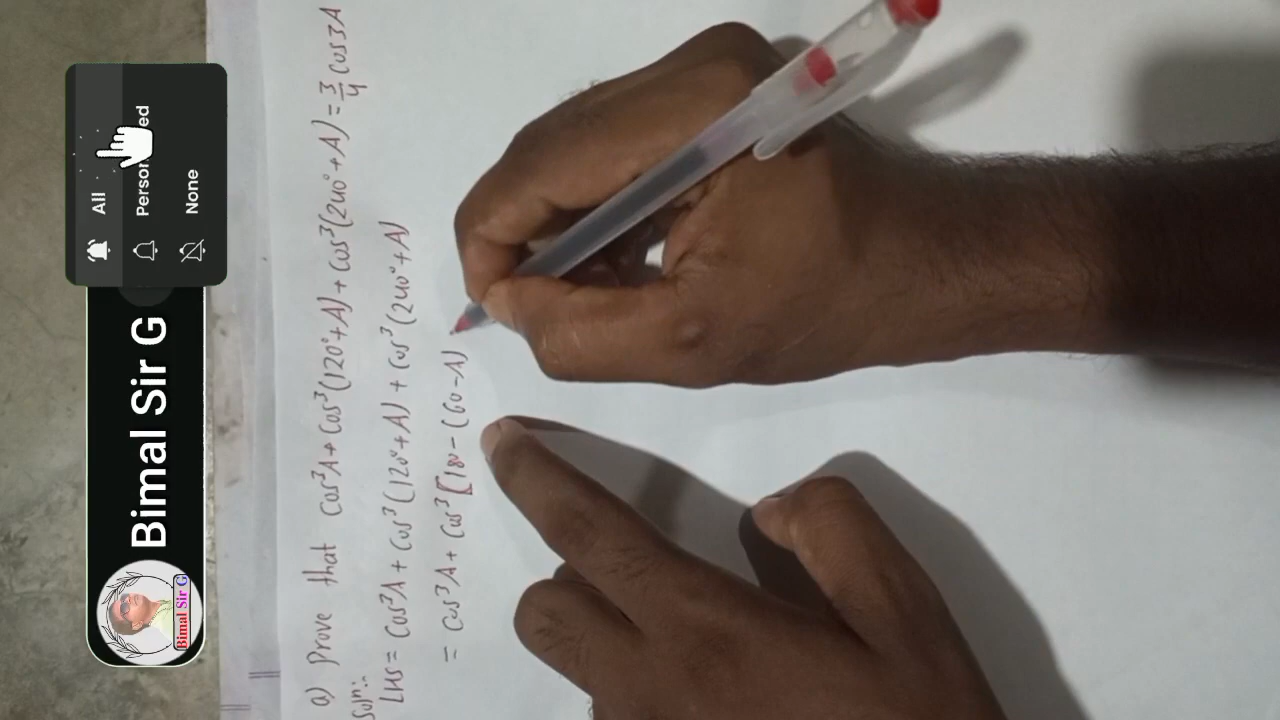 All
None
Bimal Sir G
Bimal Sir G
a) Prove that Cos³A + Cos³(120°+A) + Cos³(240°+A) = 3/4 Cos3A
Solⁿ:-
LHS = Cos³A + Cos³(120°+A) + Cos³(240°+A)
= Cos³A + Cos³[180-(60-A)